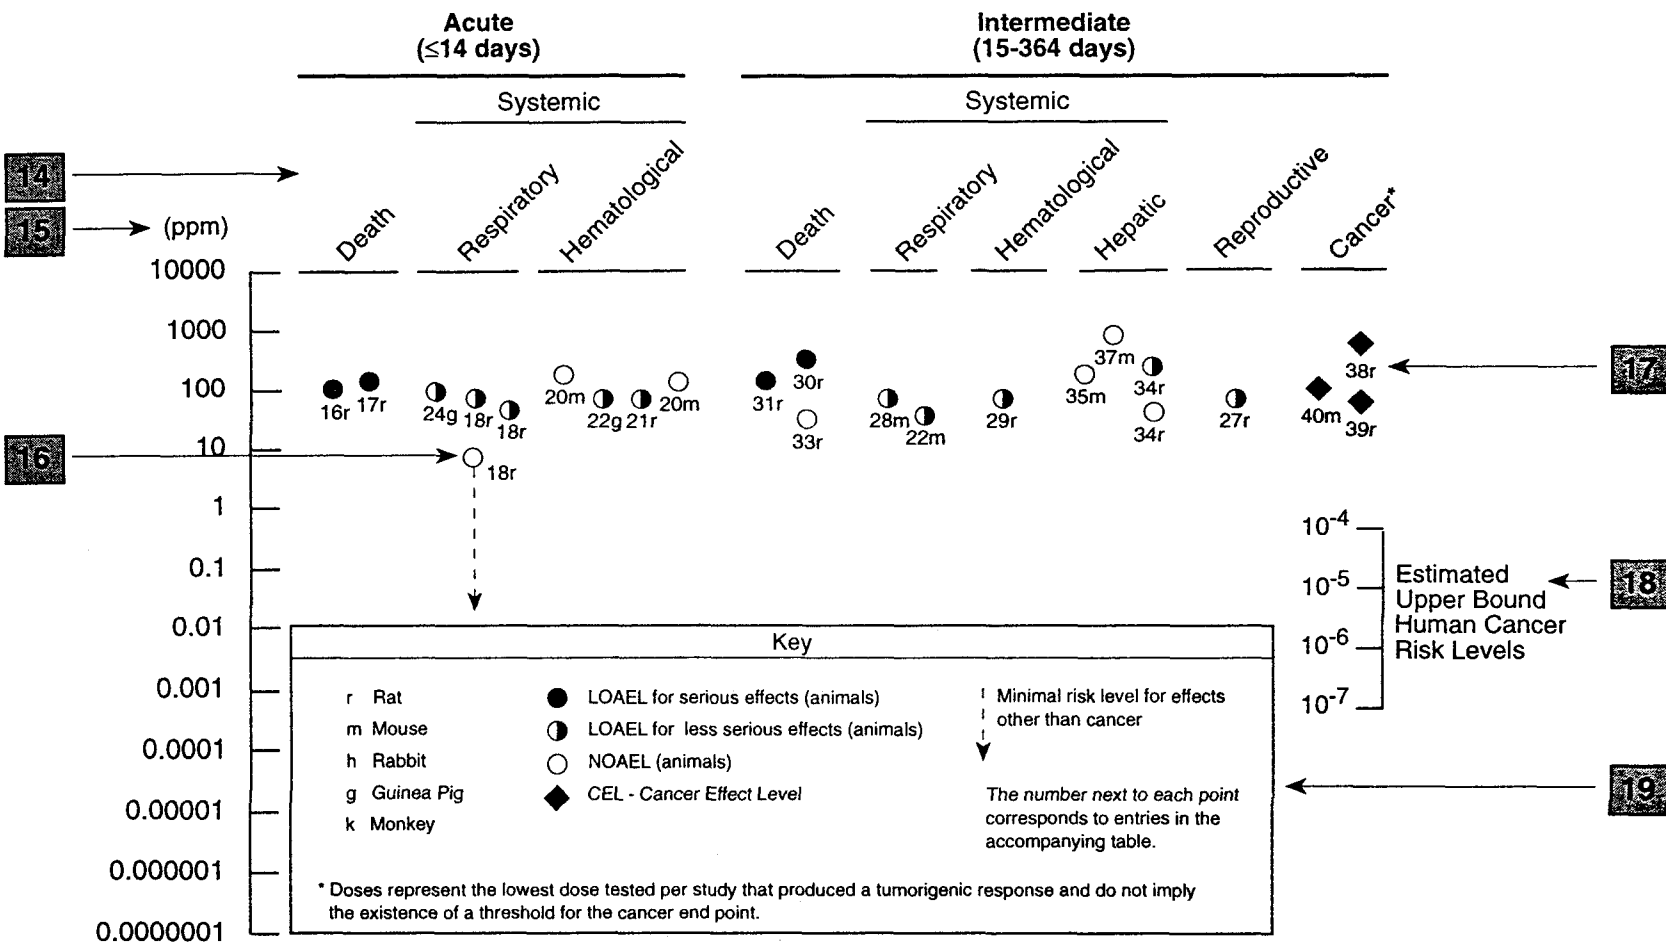 Acute
(≤14 days)
Intermediate
(15-364 days)
Systemic
Systemic
14
15
(ppm)
Death
Respiratory
Hematological
Death
Respiratory
Hematological
Hepatic
Reproductive
Cancer*
10000
1000
100
10
1
0.1
0.01
0.001
0.0001
0.00001
0.000001
0.0000001
16r
17r
24g
18r
18r
18r
20m
22g
21r
20m
31r
30r
33r
28m
22m
29r
35m
37m
34r
34r
27r
40m
38r
39r
16
17
10-4
10-5
10-6
10-7
Estimated
Upper Bound
Human Cancer
Risk Levels
18
19
Key
r Rat
m Mouse
h Rabbit
g Guinea Pig
k Monkey
LOAEL for serious effects (animals)
LOAEL for less serious effects (animals)
NOAEL (animals)
CEL - Cancer Effect Level
Minimal risk level for effects
other than cancer
The number next to each point
corresponds to entries in the
accompanying table.
* Doses represent the lowest dose tested per study that produced a tumorigenic response and do not imply
the existence of a threshold for the cancer end point.